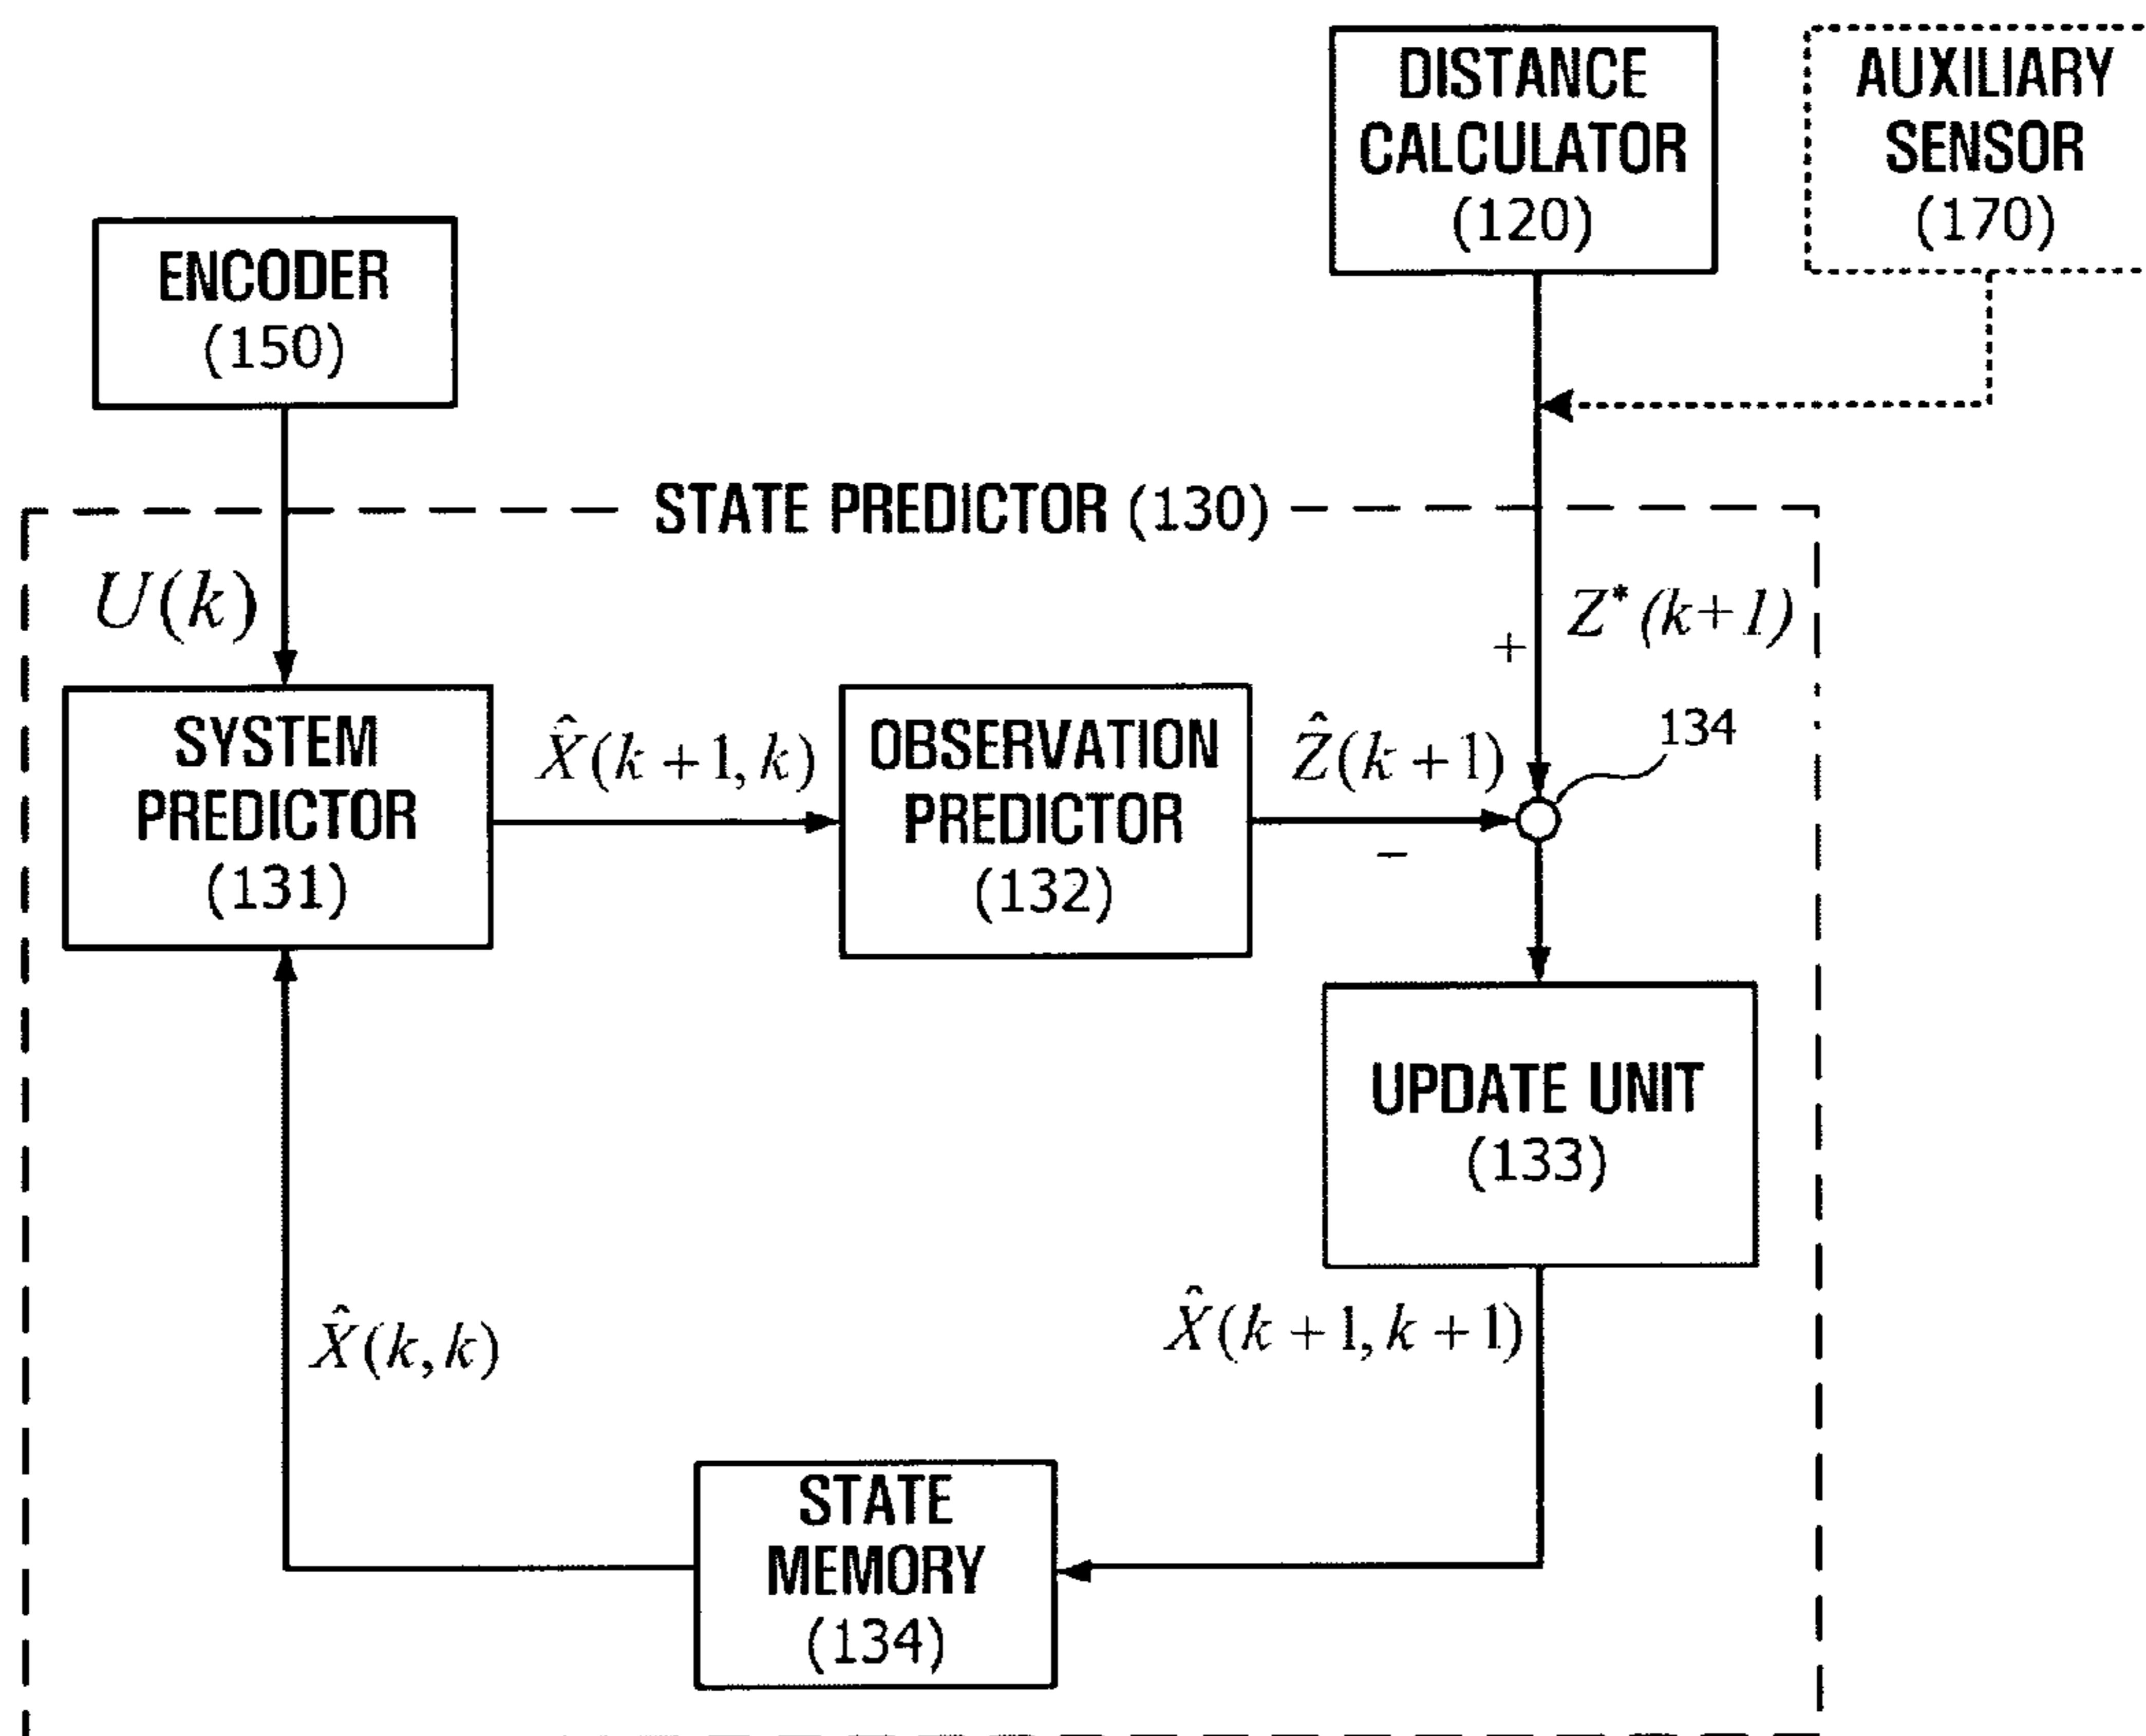 DISTANCE
CALCULATOR
(120)
AUXILIARY
SENSOR
(170)
ENCODER
(150)
STATE PREDICTOR (130)
U(k)
Z*(k+1)
+
SYSTEM
PREDICTOR
(131)
X̂(k+1,k)
OBSERVATION
PREDICTOR
(132)
Ẑ(k+1)
−
134
UPDATE UNIT
(133)
X̂(k,k)
X̂(k+1,k+1)
STATE
MEMORY
(134)